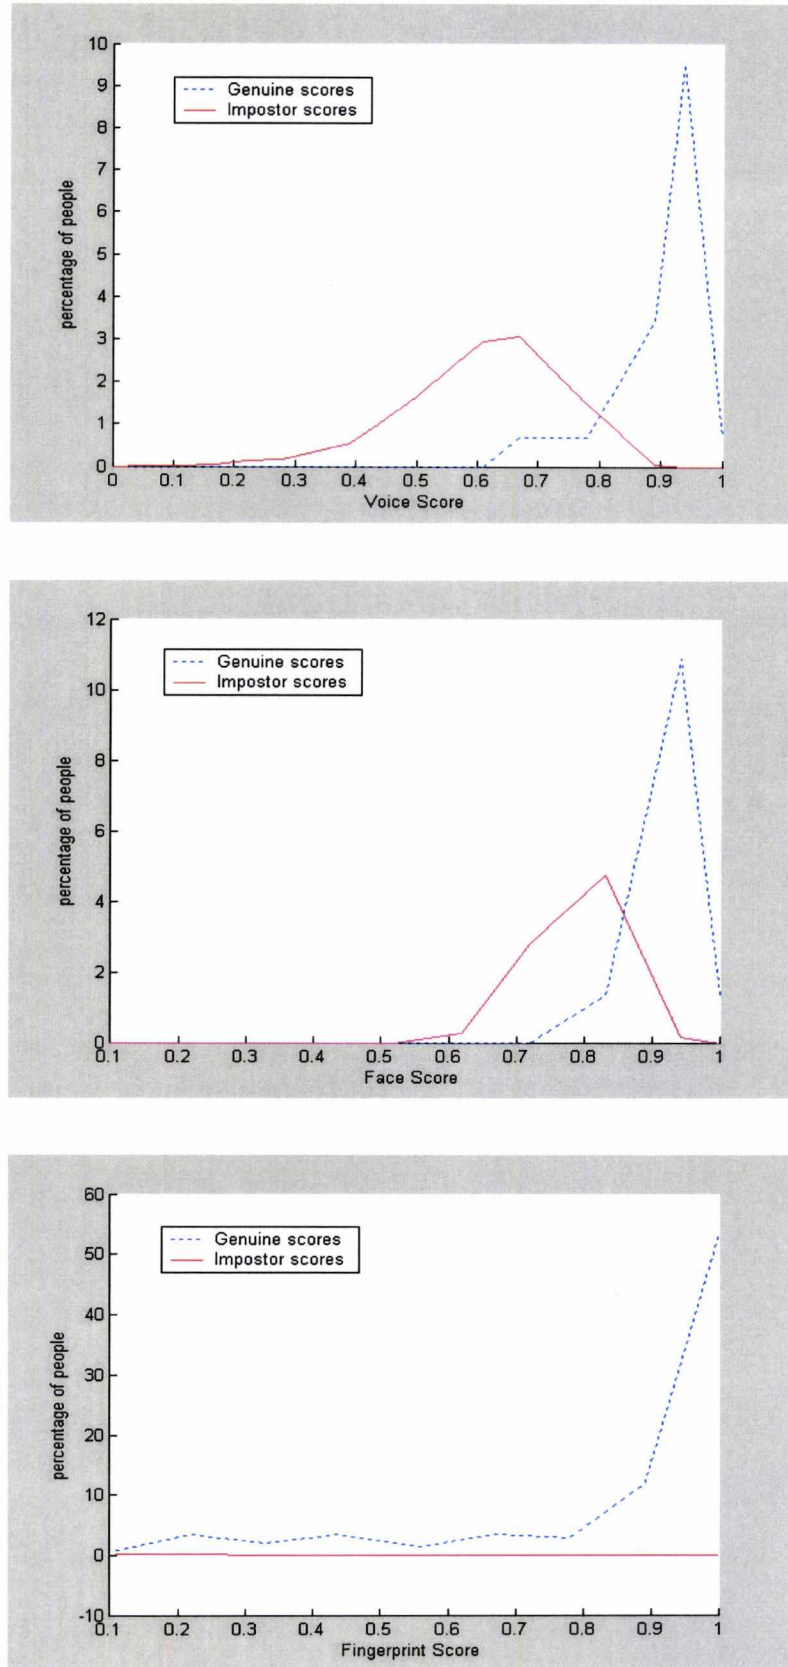 10
9
8
7
6
5
4
3
2
1
0
percentage of people
Genuine scores
Impostor scores
0 0.1 0.2 0.3 0.4 0.5 0.6 0.7 0.8 0.9 1
Voice Score
12
10
8
6
4
2
0
percentage of people
Genuine scores
Impostor scores
0.1 0.2 0.3 0.4 0.5 0.6 0.7 0.8 0.9 1
Face Score
60
50
40
30
20
10
0
-10
percentage of people
Genuine scores
Impostor scores
0.1 0.2 0.3 0.4 0.5 0.6 0.7 0.8 0.9 1
Fingerprint Score